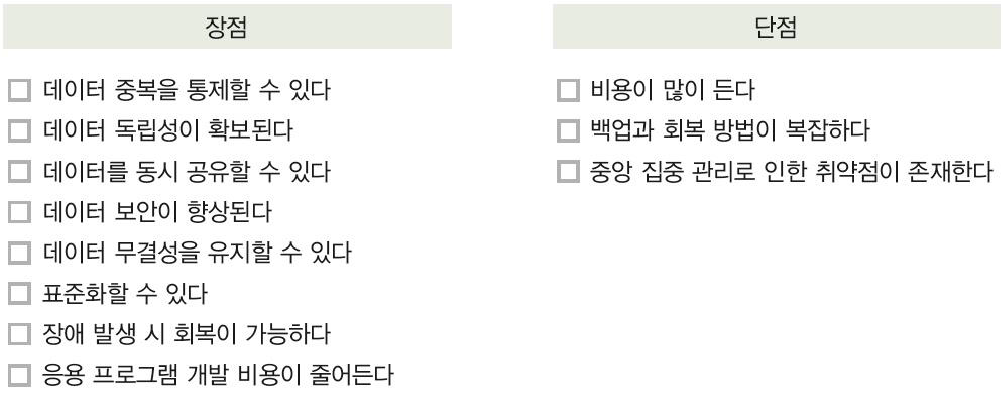 장점
데이터 중복을 통제할 수 있다
데이터 독립성이 확보된다
데이터를 동시 공유할 수 있다
데이터 보안이 향상된다
데이터 무결성을 유지할 수 있다
표준화할 수 있다
장애 발생 시 회복이 가능하다
응용 프로그램 개발 비용이 줄어든다
단점
비용이 많이 든다
백업과 회복 방법이 복잡하다
중앙 집중 관리로 인한 취약점이 존재한다